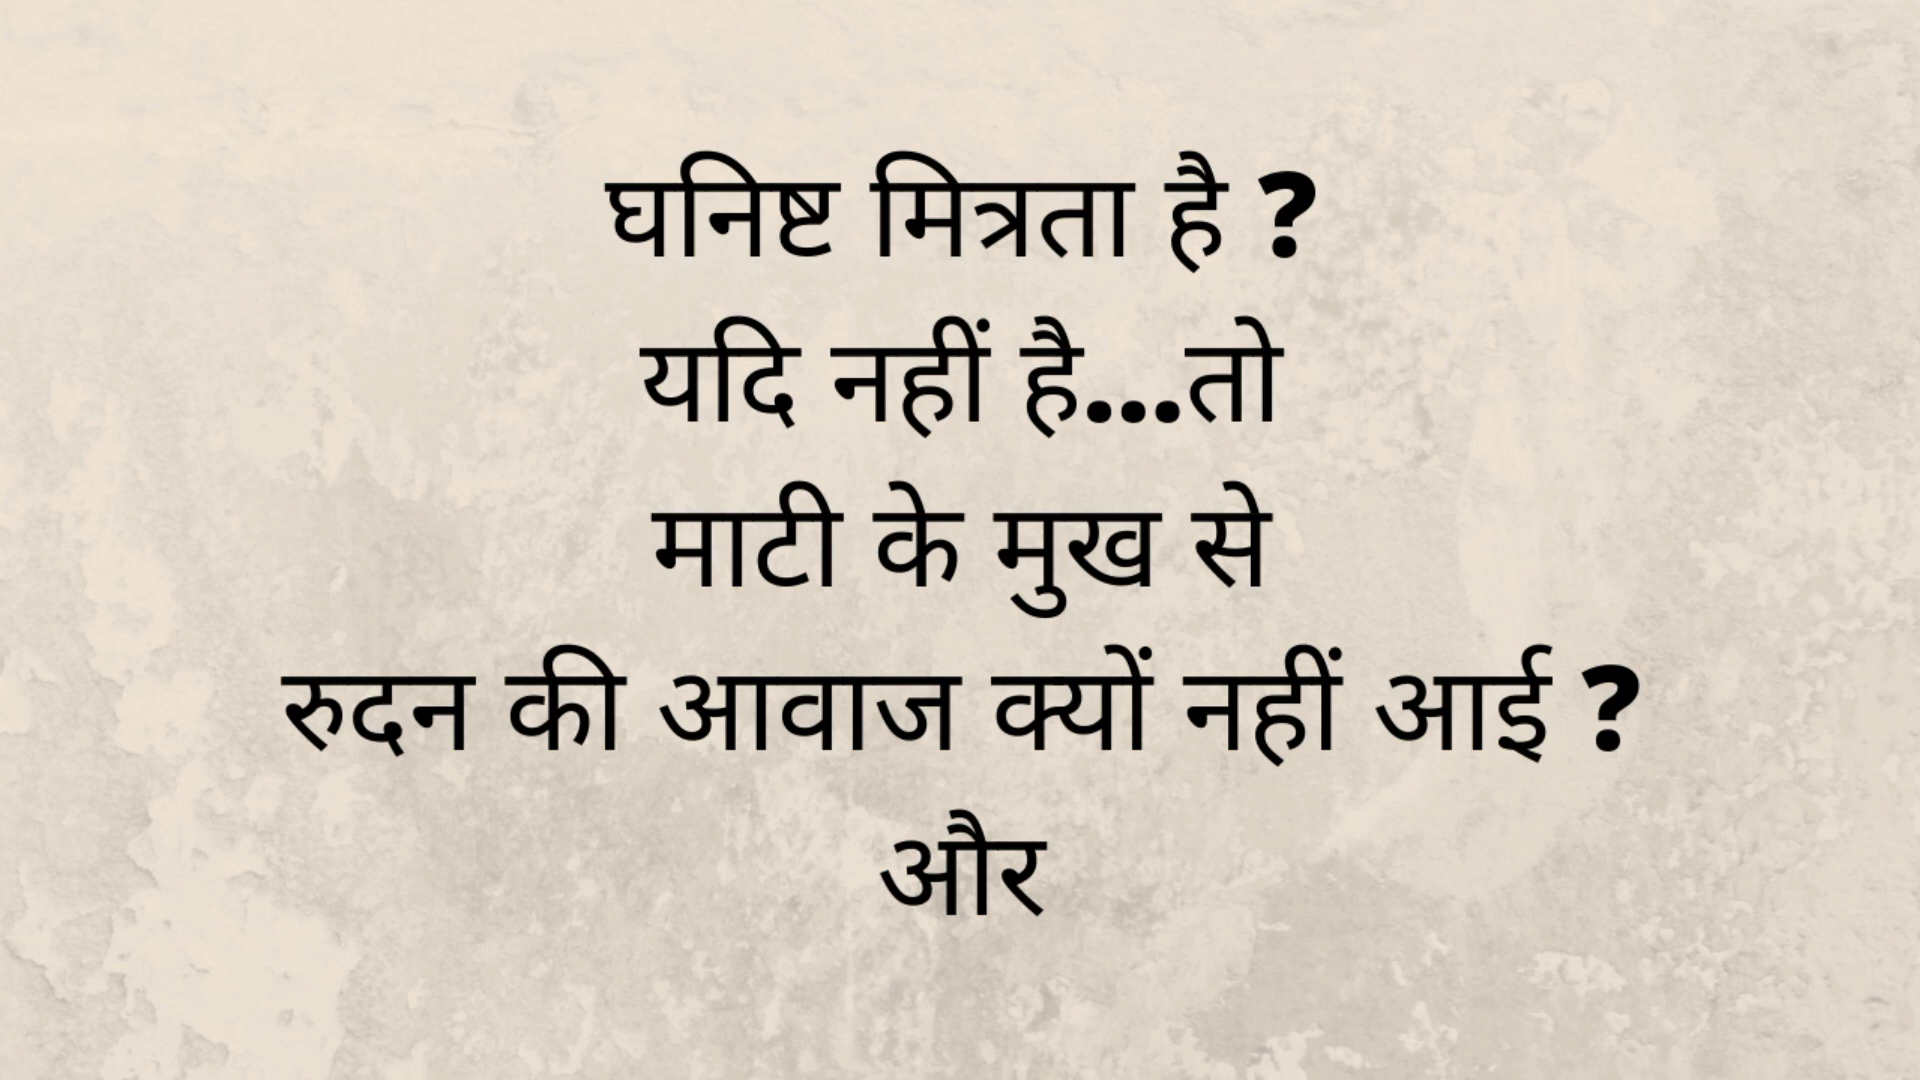 घनिष्ट मित्रता है ?
यदि नहीं है...तो
माटी के मुख से
रुदन की आवाज क्यों नहीं आई ?
और